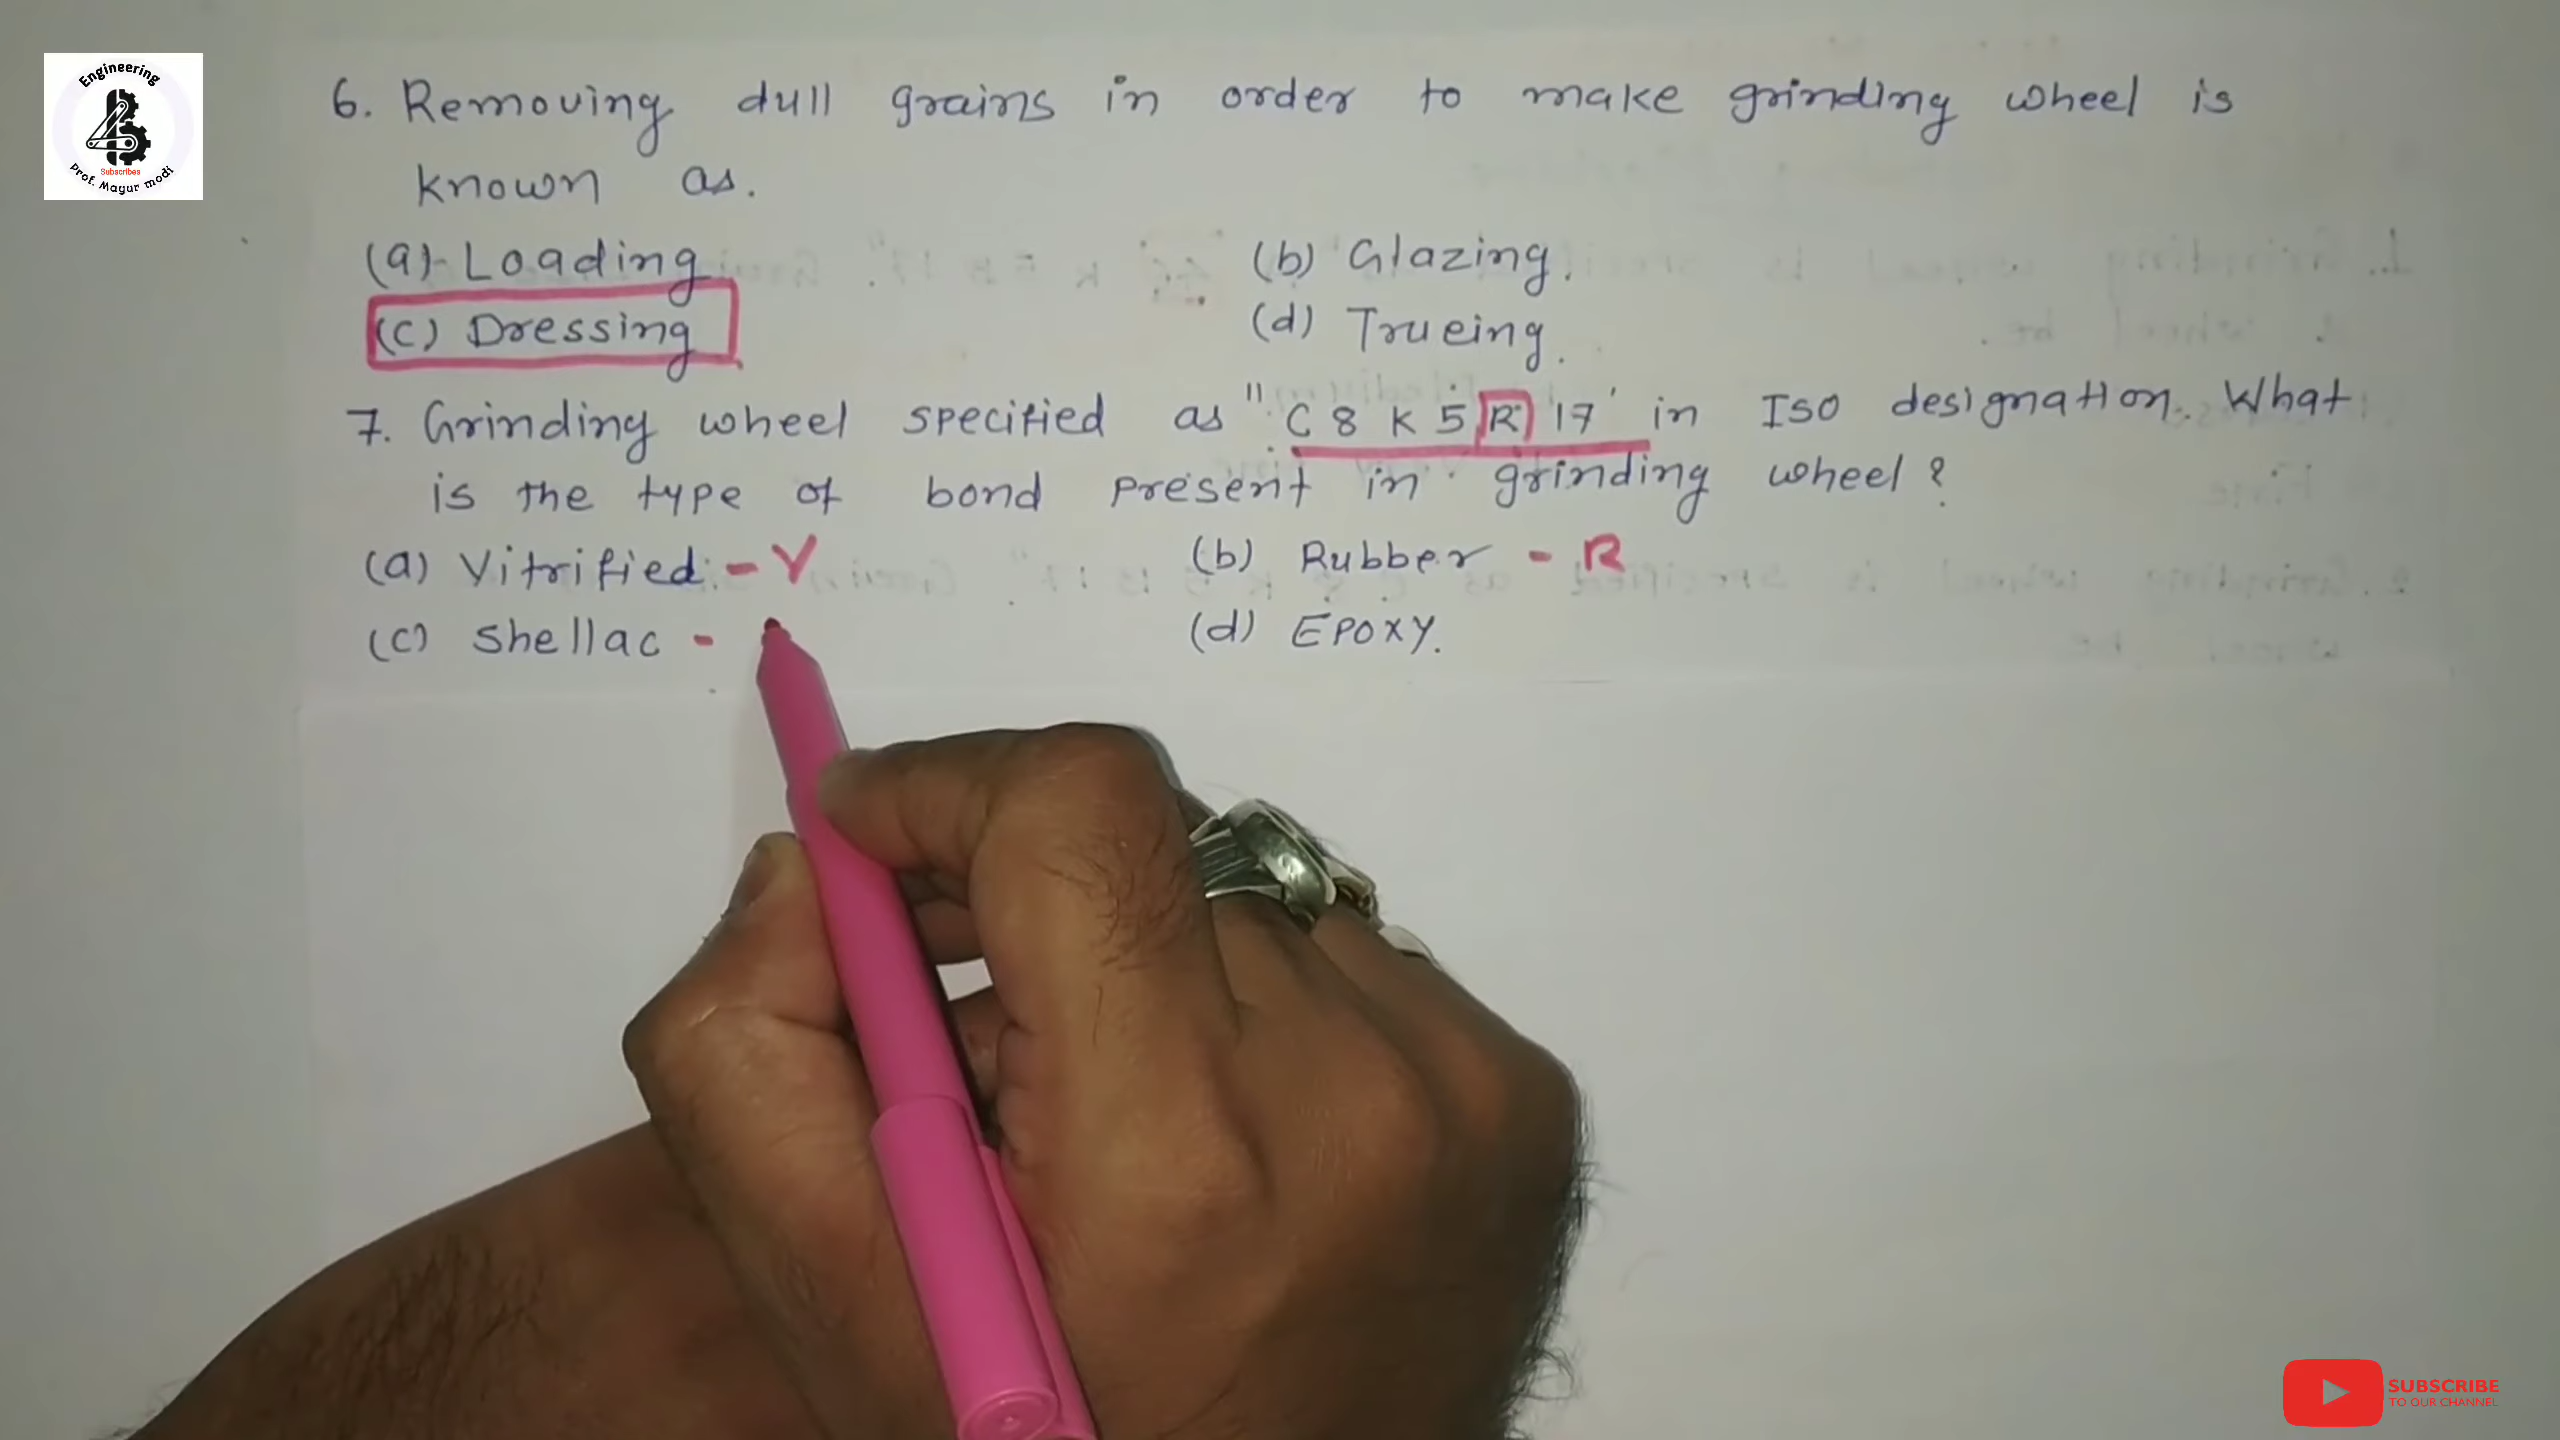 Engineering
Subscribes
Prof. Mayur modi
6. Removing dull grains in order to make grinding wheel is
known as.
(a) Loading
(b) Glazing.
(c) Dressing
(d) Trueing.
7. Grinding wheel specified as "C 8 K 5 R 17' in ISO designation. What
is the type of bond present in grinding wheel?
(a) Vitrified - V
(b) Rubber - R
(c) Shellac -
(d) EPOXY.
SUBSCRIBE
TO OUR CHANNEL